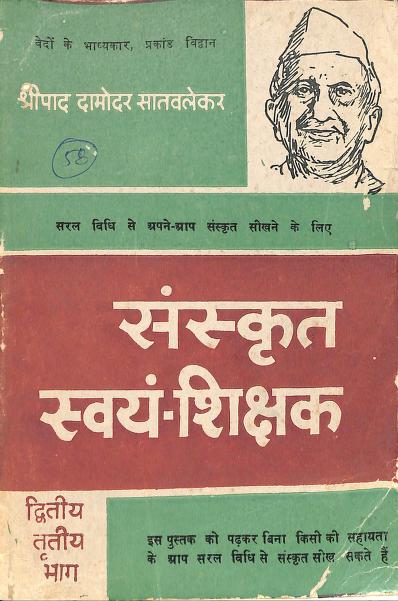 वेदों के भाष्यकार, प्रकांड विद्वान
श्रीपाद दामोदर सातवलेकर
58
सरल विधि से अपने-आप संस्कृत सीखने के लिए
संस्कृत
स्वयं-शिक्षक
द्वितीय
तृतीय
भाग
इस पुस्तक को पढ़कर बिना किसी की सहायता
के आप सरल विधि से संस्कृत सीख सकते हैं